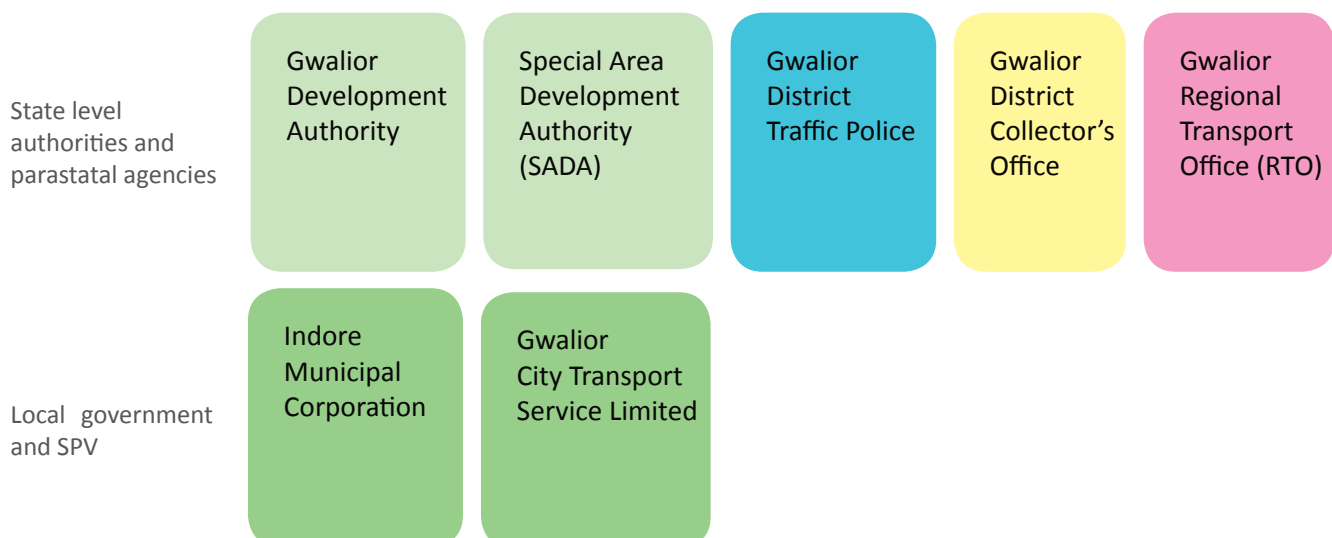 State level
authorities and
parastatal agencies
Gwalior
Development
Authority
Special Area
Development
Authority
(SADA)
Gwalior
District
Traffic Police
Gwalior
District
Collector’s
Office
Gwalior
Regional
Transport
Office (RTO)
Local government
and SPV
Indore
Municipal
Corporation
Gwalior
City Transport
Service Limited